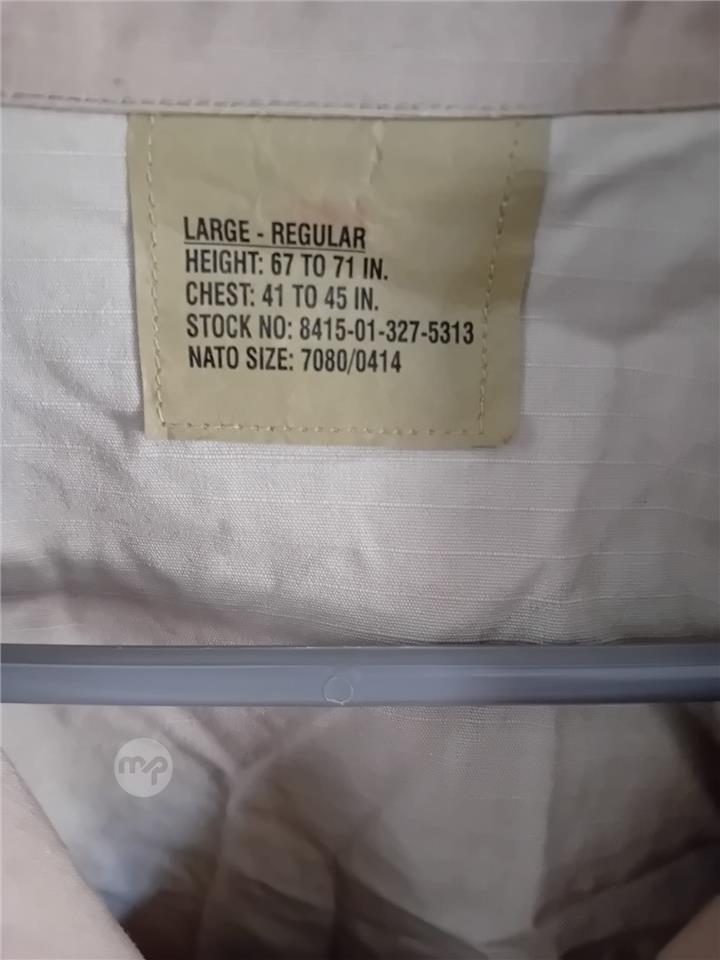 LARGE - REGULAR
HEIGHT: 67 TO 71 IN.
CHEST: 41 TO 45 IN.
STOCK NO: 8415-01-327-5313
NATO SIZE: 7080/0414
mp